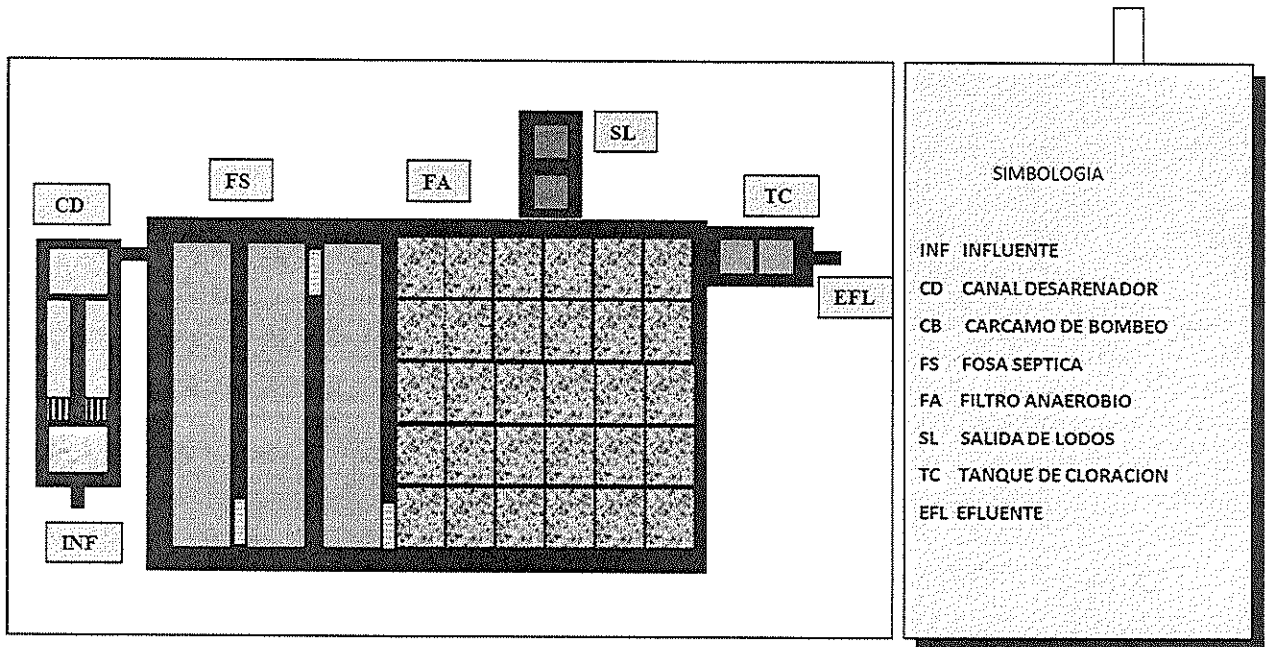 SL
FS
FA
TC
CD
EFL
INF
SIMBOLOGIA
INF INFLUENTE
CD CANAL DESARENADOR
CB CARCAMO DE BOMBEO
FS FOSA SEPTICA
FA FILTRO ANAEROBIO
SL SALIDA DE LODOS
TC TANQUE DE CLORACION
EFL EFLUENTE